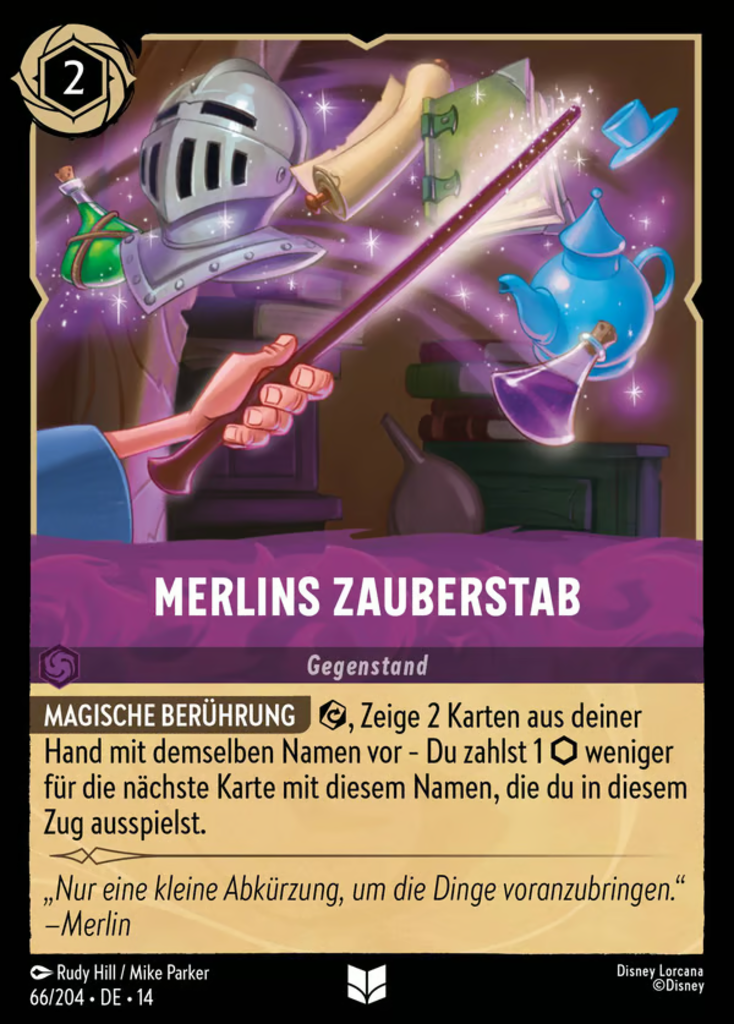 2
MERLINS ZAUBERSTAB
Gegenstand
MAGISCHE BERÜHRUNG , Zeige 2 Karten aus deiner
Hand mit demselben Namen vor - Du zahlst 1 weniger
für die nächste Karte mit diesem Namen, die du in diesem
Zug ausspielst.
„Nur eine kleine Abkürzung, um die Dinge voranzubringen.“
–Merlin
Rudy Hill / Mike Parker
66/204 • DE • 14
Disney Lorcana
©Disney